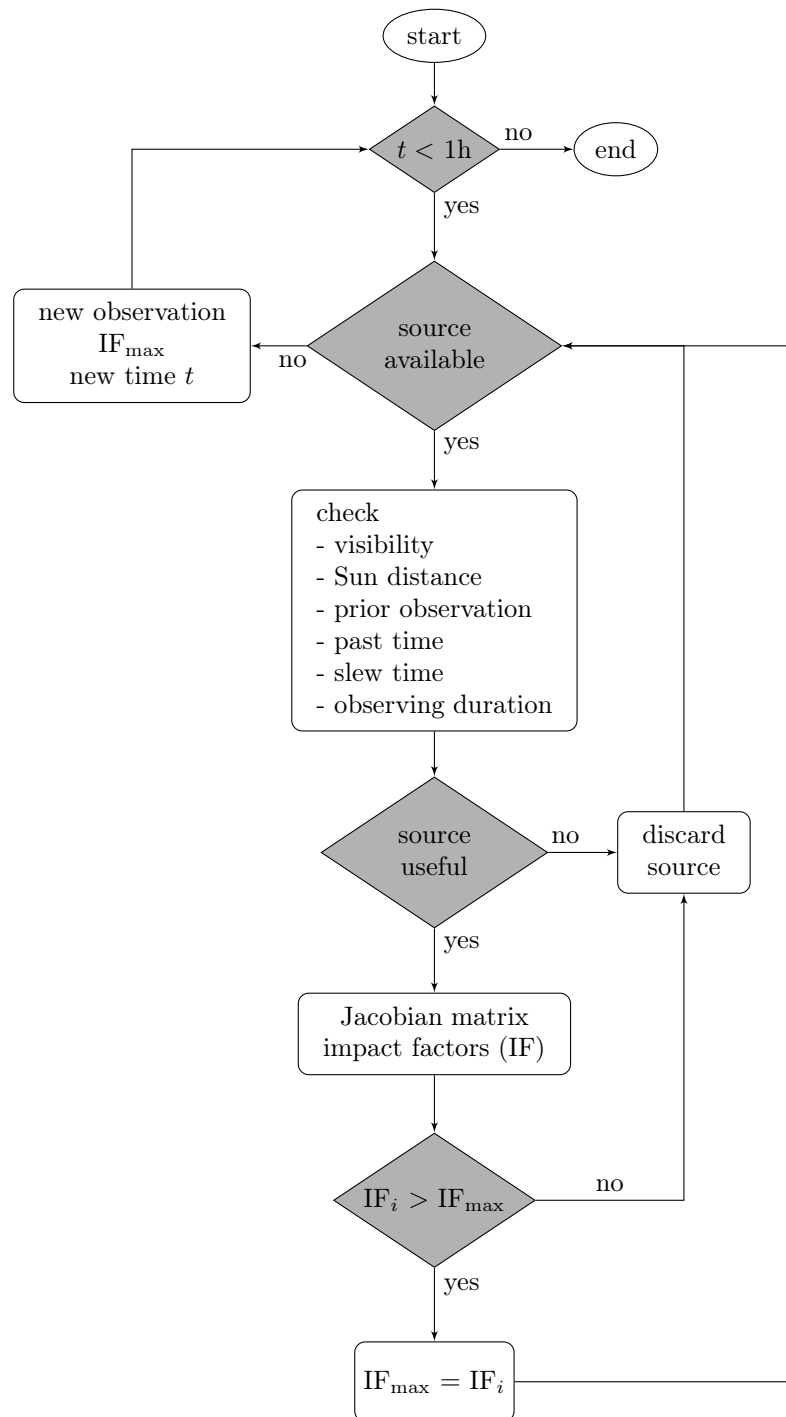 start
t < 1h
no
end
yes
new observation
IF_max
new time t
no
source
available
yes
check
- visibility
- Sun distance
- prior observation
- past time
- slew time
- observing duration
source
useful
no
discard
source
yes
Jacobian matrix
impact factors (IF)
IF_i > IF_max
no
yes
IF_max = IF_i